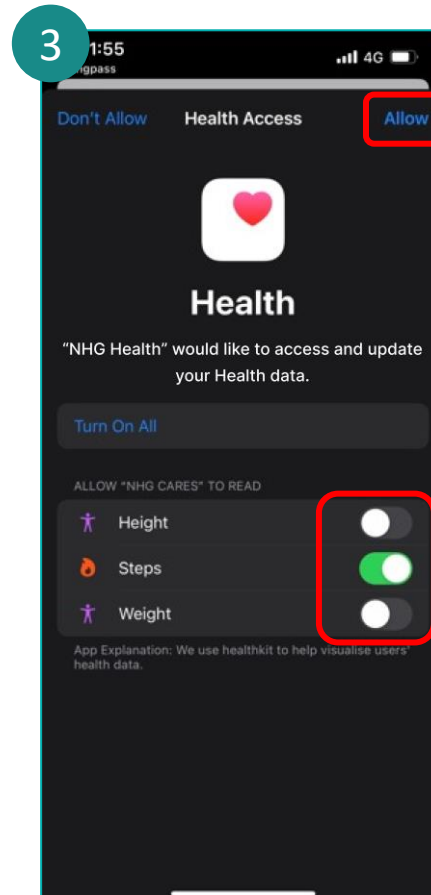 3
1:55
4G
Don't Allow
Health Access
Allow
Health
“NHG Health” would like to access and update
your Health data.
Turn On All
ALLOW “NHG CARES” TO READ
Height
Steps
Weight
App Explanation: We use healthkit to help visualise users'
health data.